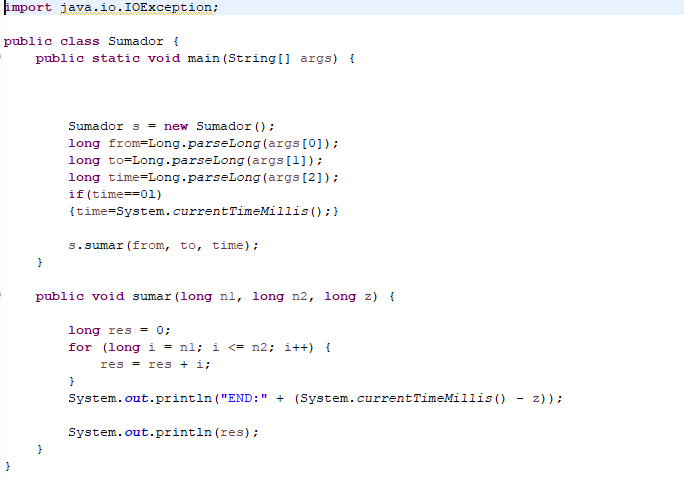 import java.io.IOException;
public class Sumador {
public static void main(String[] args) {
Sumador s = new Sumador();
long from=Long.parseLong(args[0]);
long to=Long.parseLong(args[1]);
long time=Long.parseLong(args[2]);
if(time==0l)
{time=System.currentTimeMillis();}
s.sumar(from, to, time);
}
public void sumar(long n1, long n2, long z) {
long res = 0;
for (long i = n1; i <= n2; i++) {
res = res + i;
}
System.out.println("END:" + (System.currentTimeMillis() - z));
System.out.println(res);
}
}